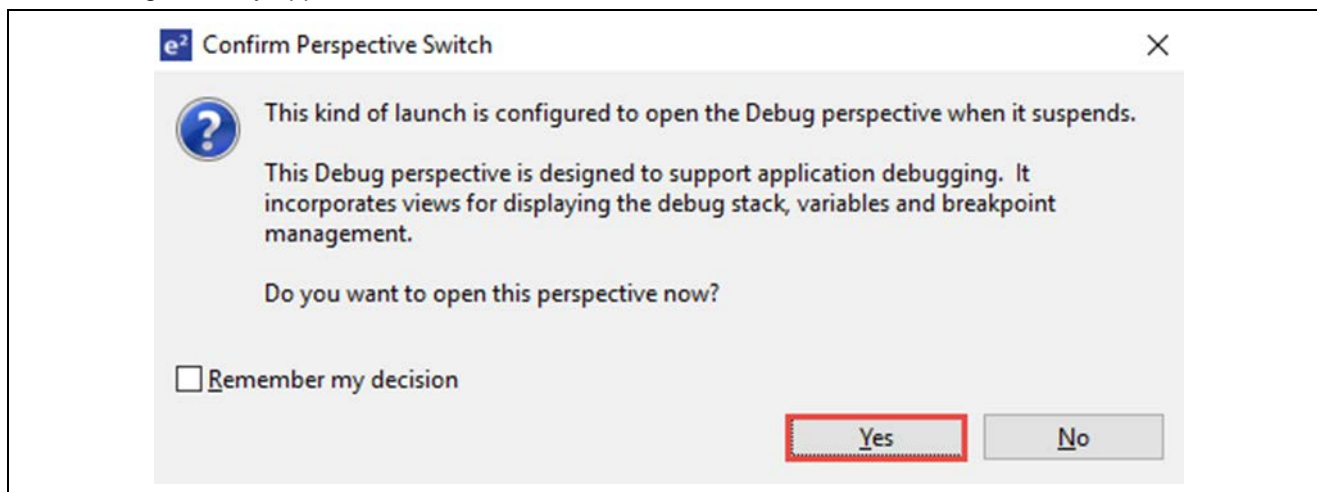 e² Confirm Perspective Switch
This kind of launch is configured to open the Debug perspective when it suspends.
This Debug perspective is designed to support application debugging. It
incorporates views for displaying the debug stack, variables and breakpoint
management.
Do you want to open this perspective now?
Remember my decision
Yes No